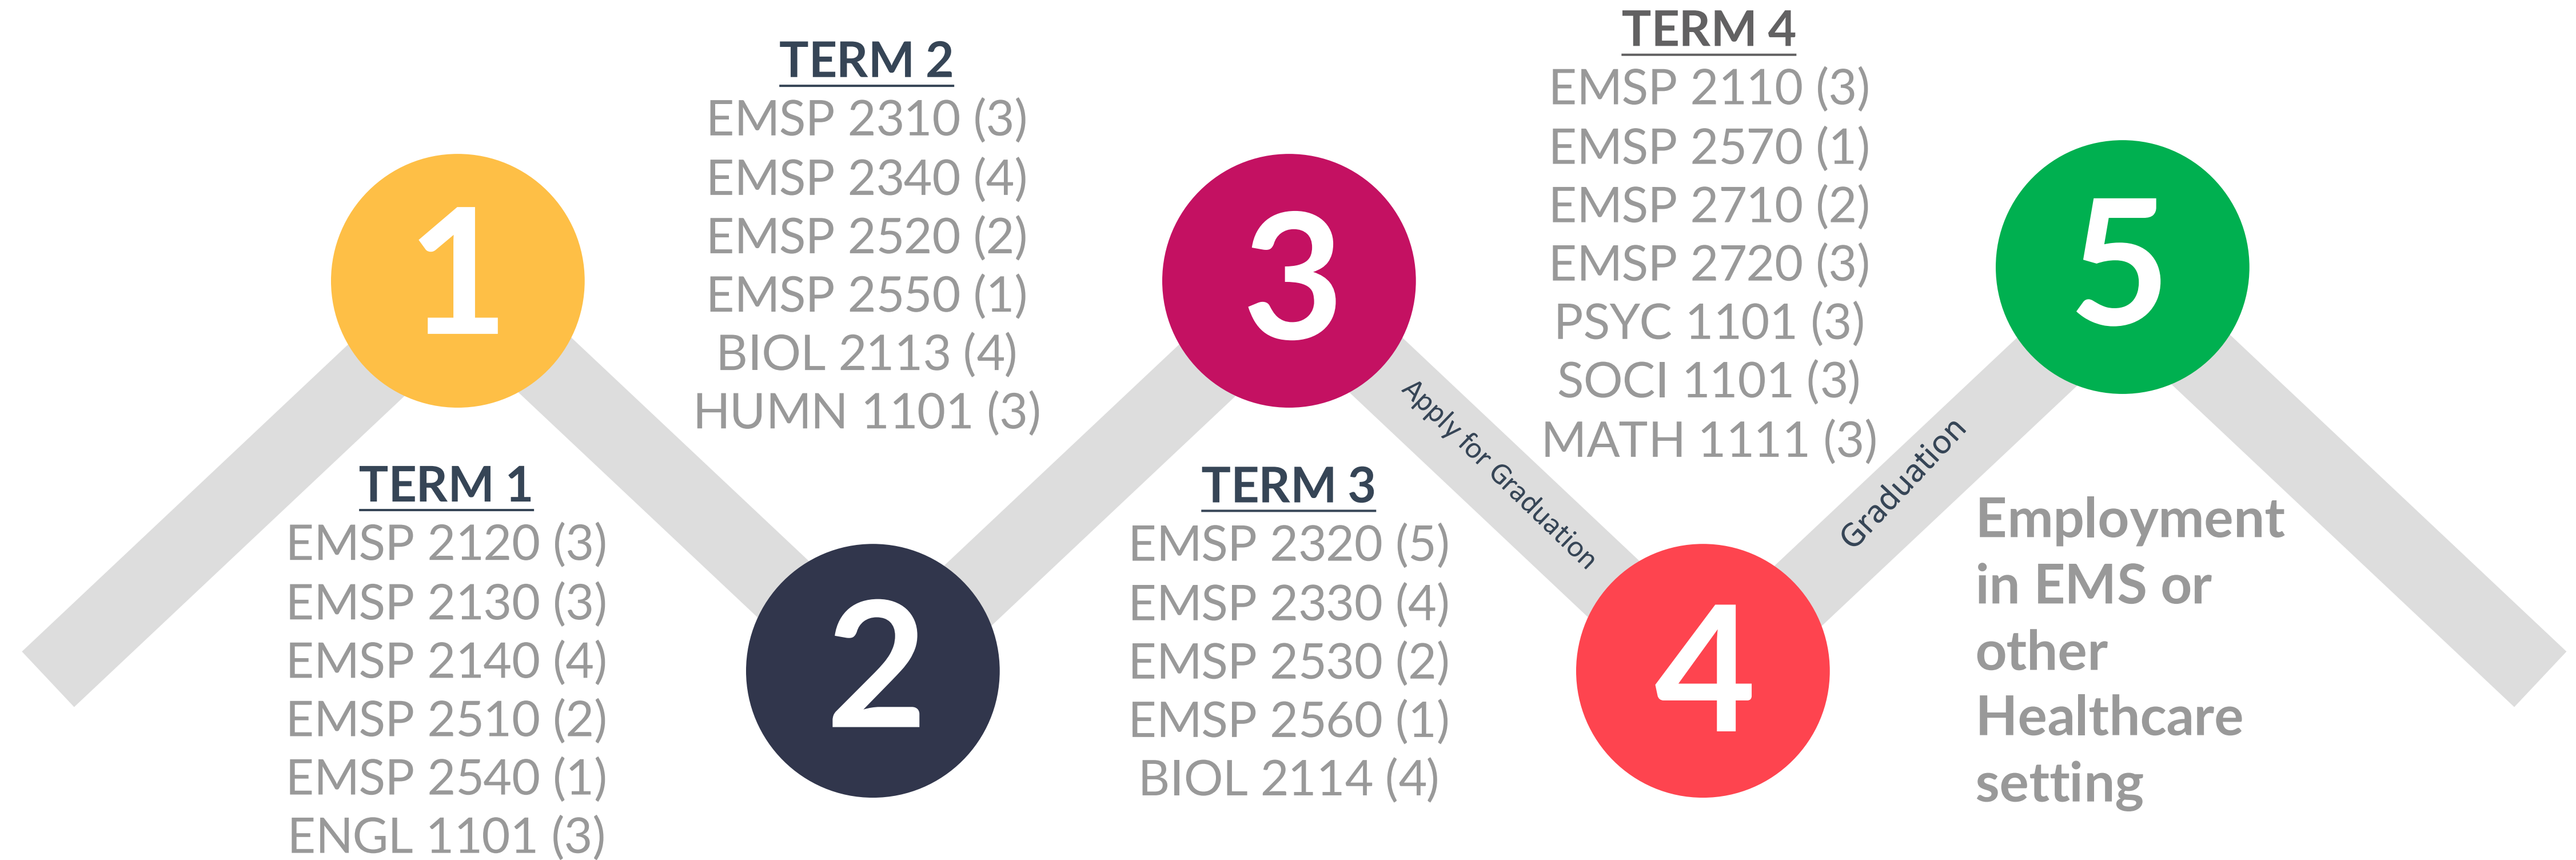 1
TERM 1
EMSP 2120 (3)
EMSP 2130 (3)
EMSP 2140 (4)
EMSP 2510 (2)
EMSP 2540 (1)
ENGL 1101 (3)
TERM 2
EMSP 2310 (3)
EMSP 2340 (4)
EMSP 2520 (2)
EMSP 2550 (1)
BIOL 2113 (4)
HUMN 1101 (3)
2
3
TERM 3
EMSP 2320 (5)
EMSP 2330 (4)
EMSP 2530 (2)
EMSP 2560 (1)
BIOL 2114 (4)
Apply for Graduation
TERM 4
EMSP 2110 (3)
EMSP 2570 (1)
EMSP 2710 (2)
EMSP 2720 (3)
PSYC 1101 (3)
SOCI 1101 (3)
MATH 1111 (3)
4
Graduation
5
Employment
in EMS or
other
Healthcare
setting